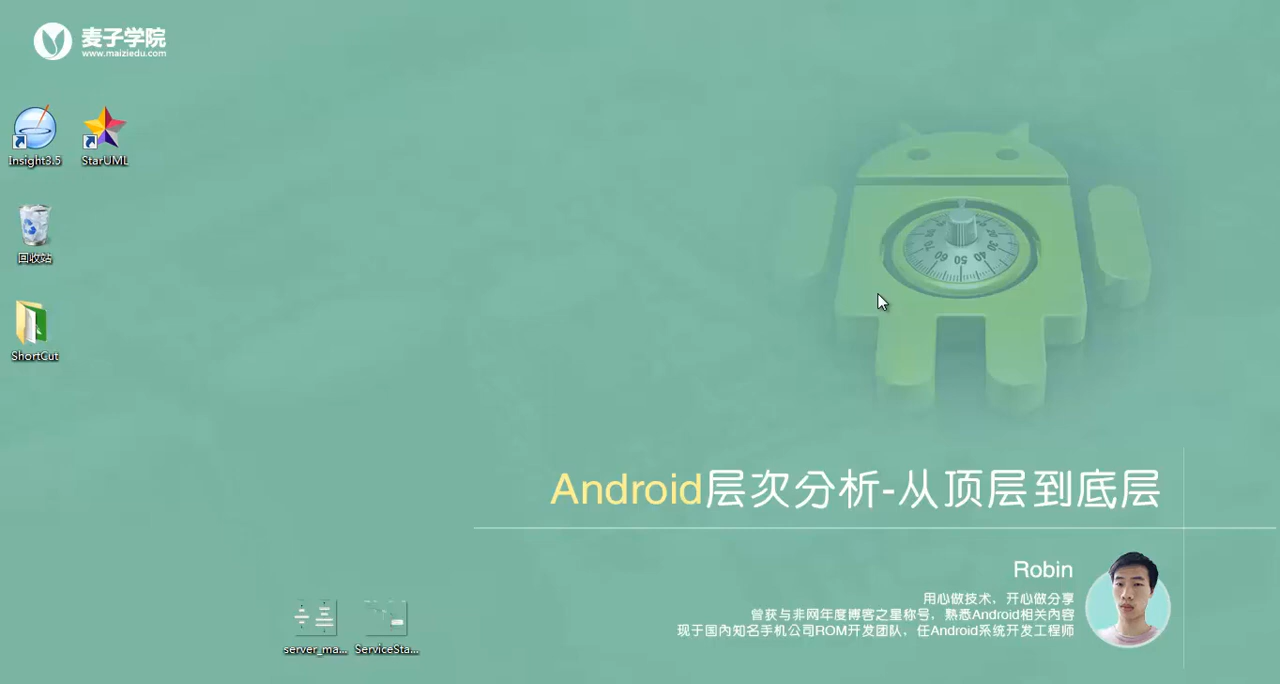 麦子学院
www.maiziedu.com
Insight3.5
StarUML
回收站
ShortCut
Android层次分析-从顶层到底层
Robin
用心做技术，开心做分享
曾获与非网年度博客之星称号，熟悉Android相关内容
现于国内知名手机公司ROM开发团队，任Android系统开发工程师
server_ma...
ServiceSta...